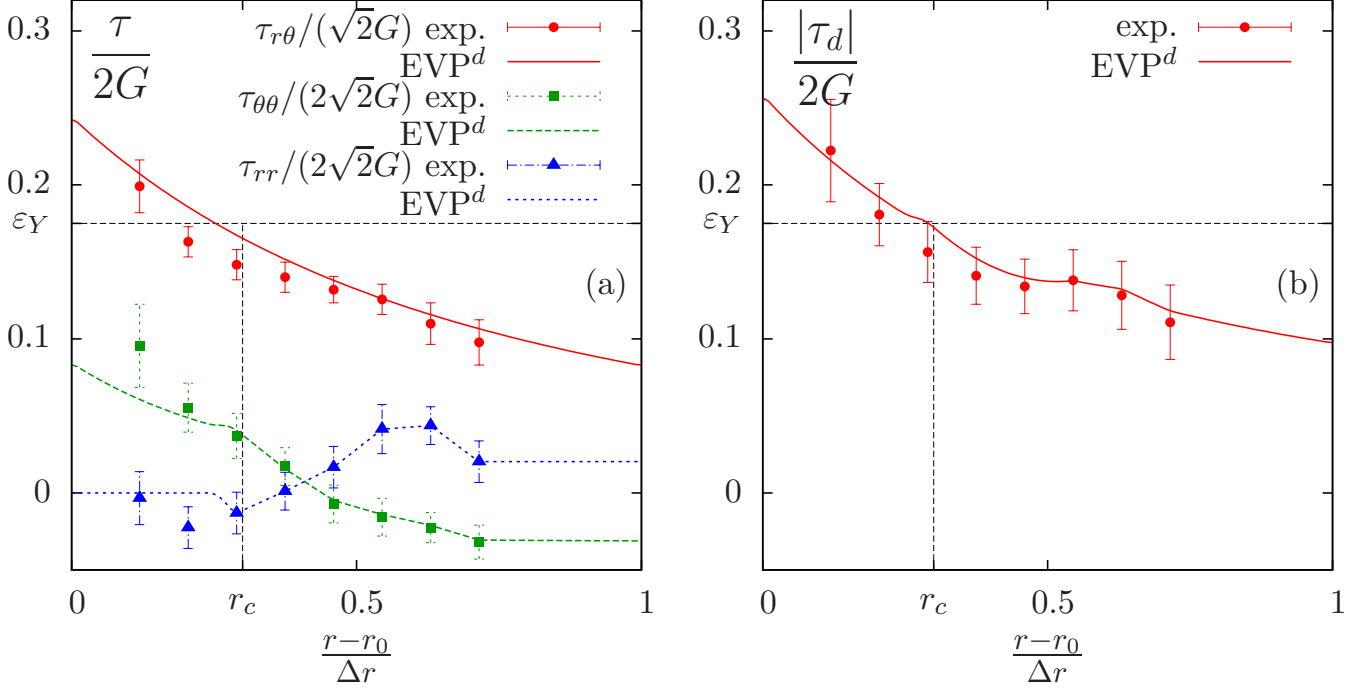 0.3
0.2
ε_Y
0.1
0
τ/2G
τ_{rθ}/(√2G) exp.
EVP^d
τ_{θθ}/(2√2G) exp.
EVP^d
τ_{rr}/(2√2G) exp.
EVP^d
(a)
0 r_c 0.5 1
r−r_0/Δr
0.3
0.2
ε_Y
0.1
0
|τ_d|/2G
exp.
EVP^d
(b)
0 r_c 0.5 1
r−r_0/Δr